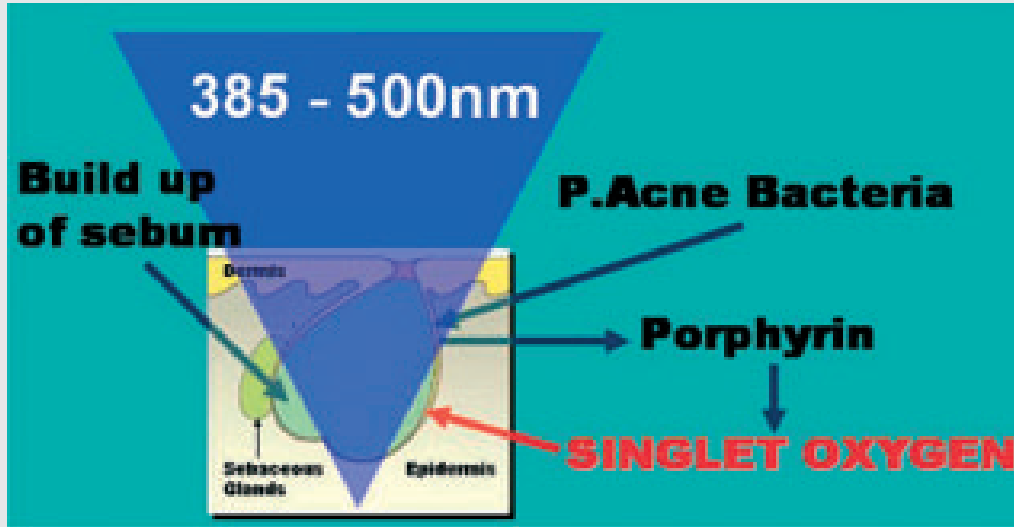 385 - 500nm
Build up
of sebum
P.Acne Bacteria
Dermis
Porphyrin
SINGLET OXYGEN
Sebaceous
Glands
Epidermis